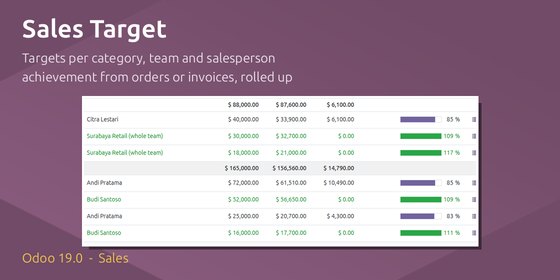 Sales Target
Targets per category, team and salesperson
achievement from orders or invoices, rolled up
$ 88,000.00 $ 87,600.00 $ 6,100.00
Citra Lestari $ 40,000.00 $ 33,900.00 $ 6,100.00 85 %
Surabaya Retail (whole team) $ 30,000.00 $ 32,700.00 $ 0.00 109 %
Surabaya Retail (whole team) $ 18,000.00 $ 21,000.00 $ 0.00 117 %
$ 165,000.00 $ 156,560.00 $ 14,790.00
Andi Pratama $ 72,000.00 $ 61,510.00 $ 10,490.00 85 %
Budi Santoso $ 52,000.00 $ 56,650.00 $ 0.00 109 %
Andi Pratama $ 25,000.00 $ 20,700.00 $ 4,300.00 83 %
Budi Santoso $ 16,000.00 $ 17,700.00 $ 0.00 111 %
Odoo 19.0 - Sales